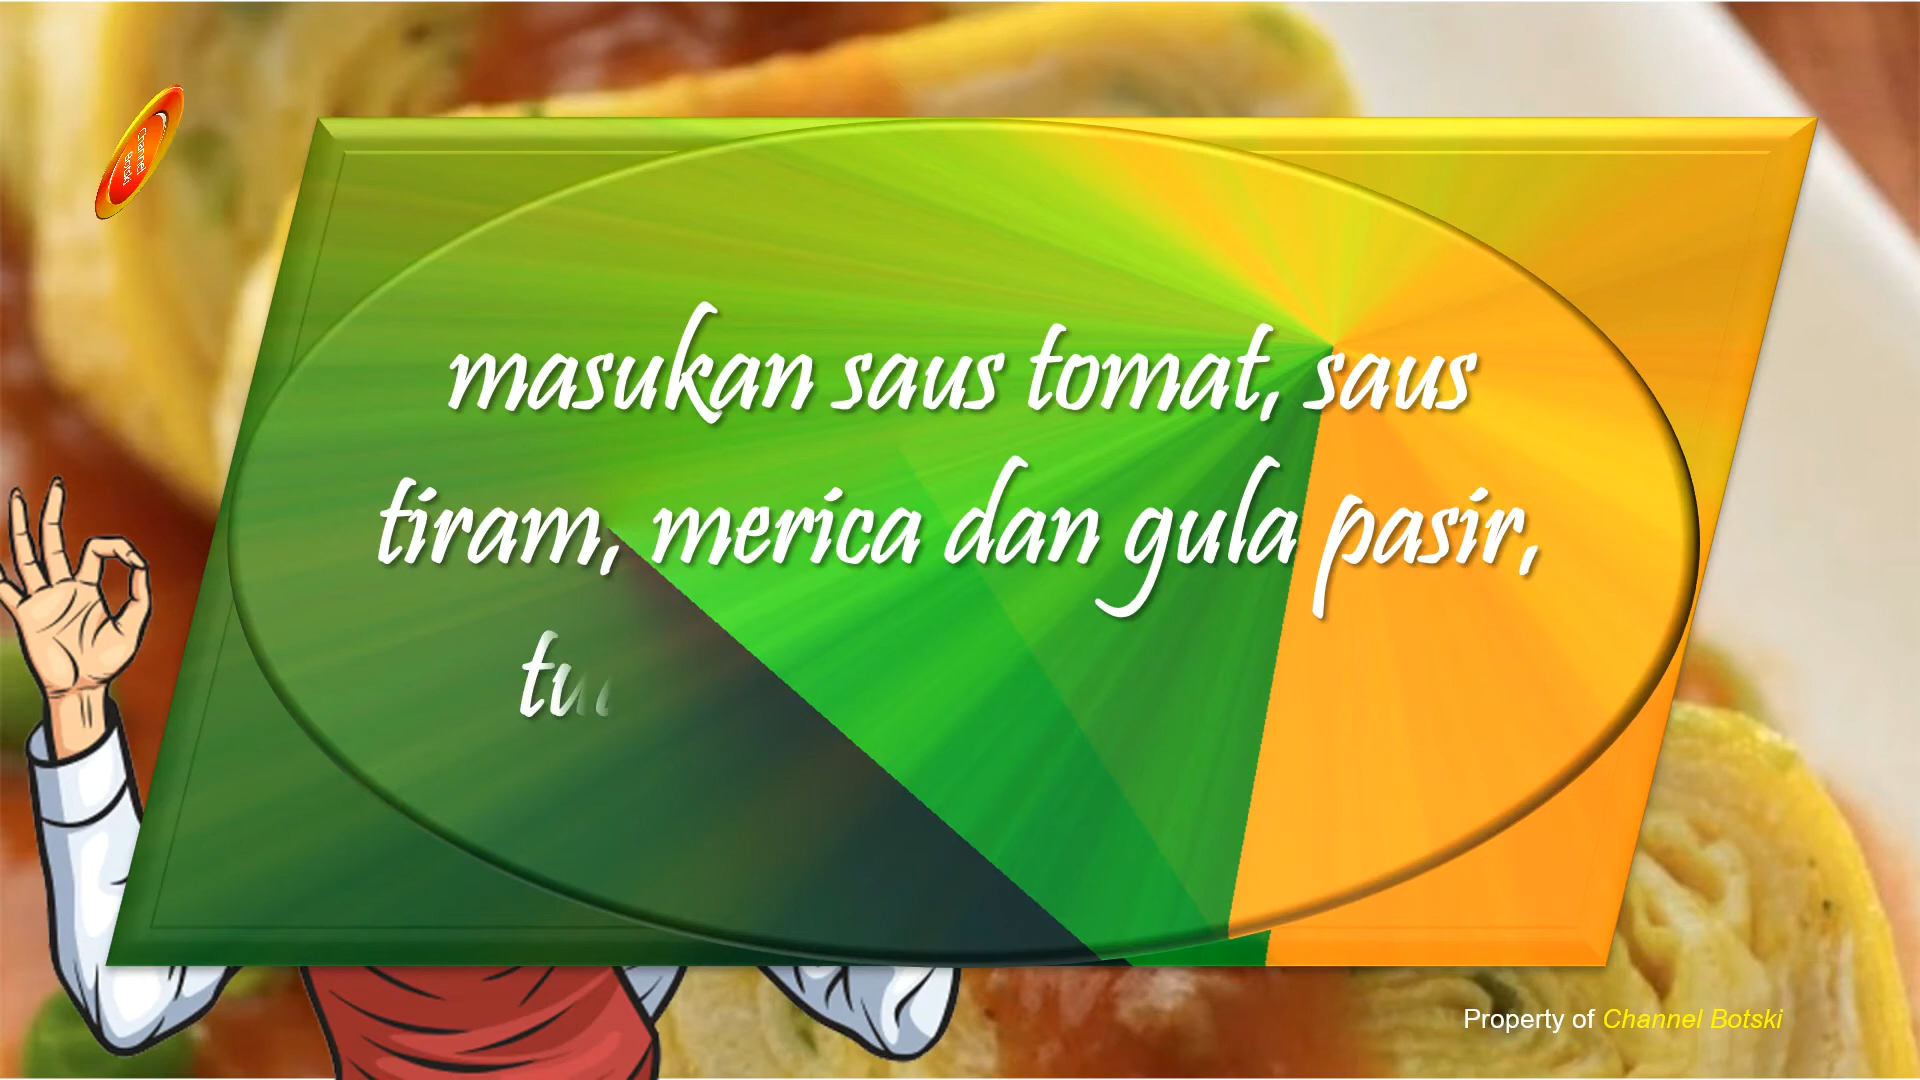 masukan saus tomat, saus
tiram, merica dan gula pasir,
Property of Channel Botski